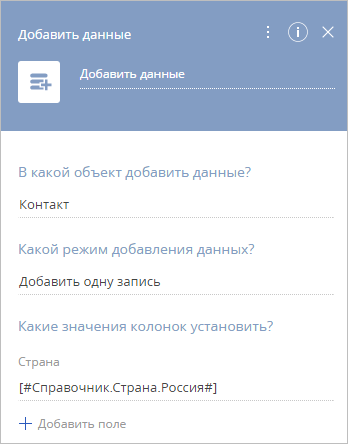 Добавить данные
Добавить данные
В какой объект добавить данные?
Контакт
Какой режим добавления данных?
Добавить одну запись
Какие значения колонок установить?
Страна
[#Справочник.Страна.Россия#]
Добавить поле